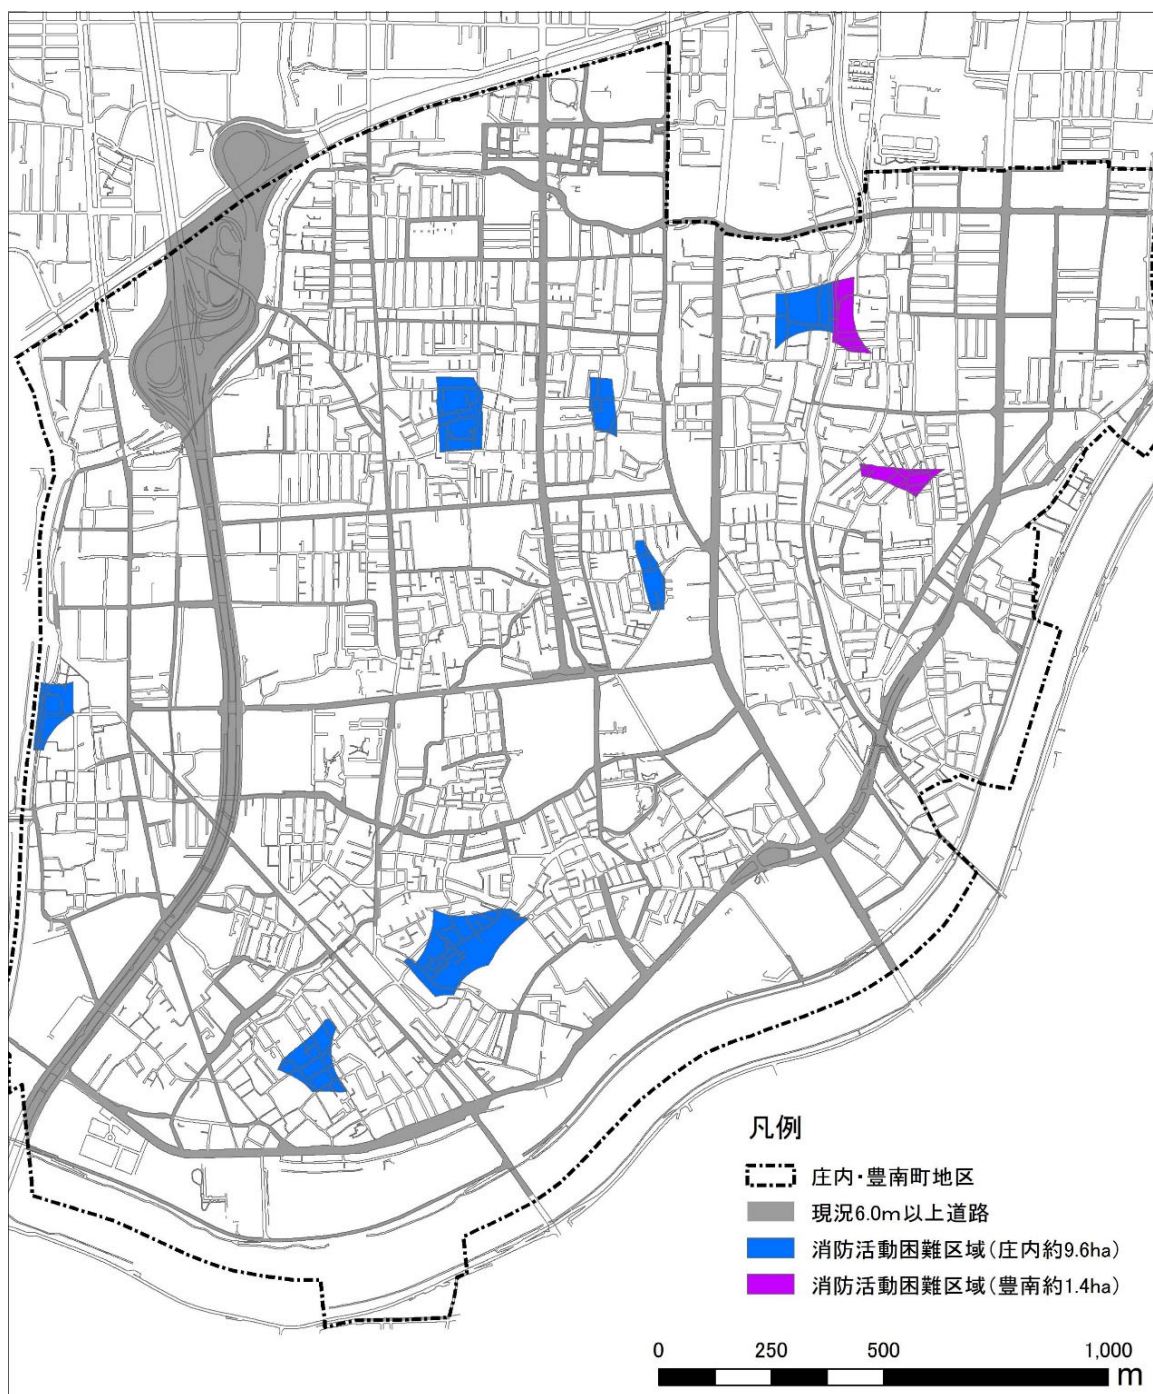 凡例
庄内・豊南町地区
現況6.0m以上道路
消防活動困難区域(庄内約9.6ha)
消防活動困難区域(豊南約1.4ha)
0 250 500 1,000
m